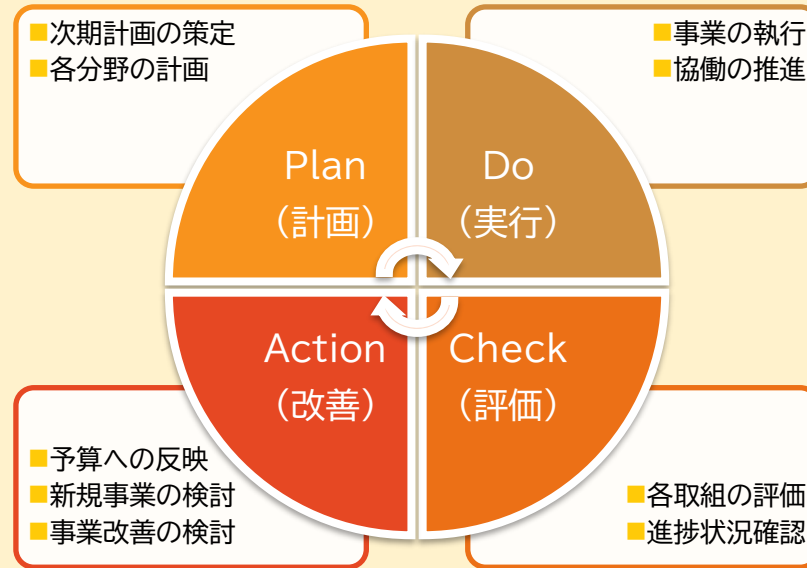 ■次期計画の策定
■各分野の計画
■事業の執行
■協働の推進
Plan
（計画）
Do
（実行）
Action
（改善）
Check
（評価）
■予算への反映
■新規事業の検討
■事業改善の検討
■各取組の評価
■進捗状況確認